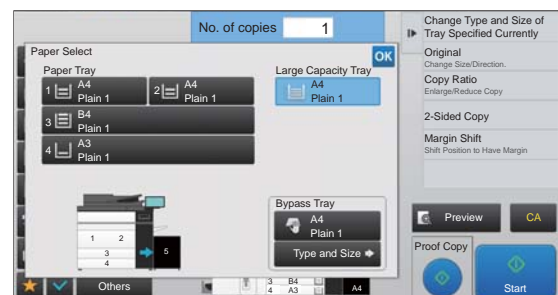 No. of copies 1
Paper Select
OK
Paper Tray
Large Capacity Tray
1 A4
Plain 1
2 A4
Plain 1
A4
Plain 1
3 B4
Plain 1
4 A3
Plain 1
1 2
3
4
5
Bypass Tray
A4
Plain 1
Type and Size
Others
3 B4
4 A3
A4
Change Type and Size of
Tray Specified Currently
Original
Change Size/Direction.
Copy Ratio
Enlarge/Reduce Copy
2-Sided Copy
Margin Shift
Shift Position to Have Margin
Preview
CA
Proof Copy
Start